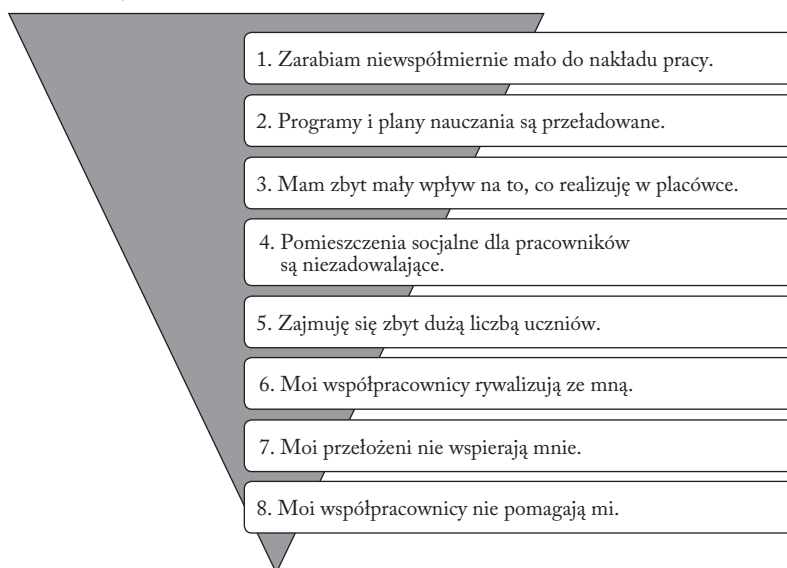 1. Zarabiam niewspółmiernie mało do nakładu pracy.
2. Programy i plany nauczania są przeładowane.
3. Mam zbyt mały wpływ na to, co realizuję w placówce.
4. Pomieszczenia socjalne dla pracowników
są niezadowalające.
5. Zajmuję się zbyt dużą liczbą uczniów.
6. Moi współpracownicy rywalizują ze mną.
7. Moi przełożeni nie wspierają mnie.
8. Moi współpracownicy nie pomagają mi.